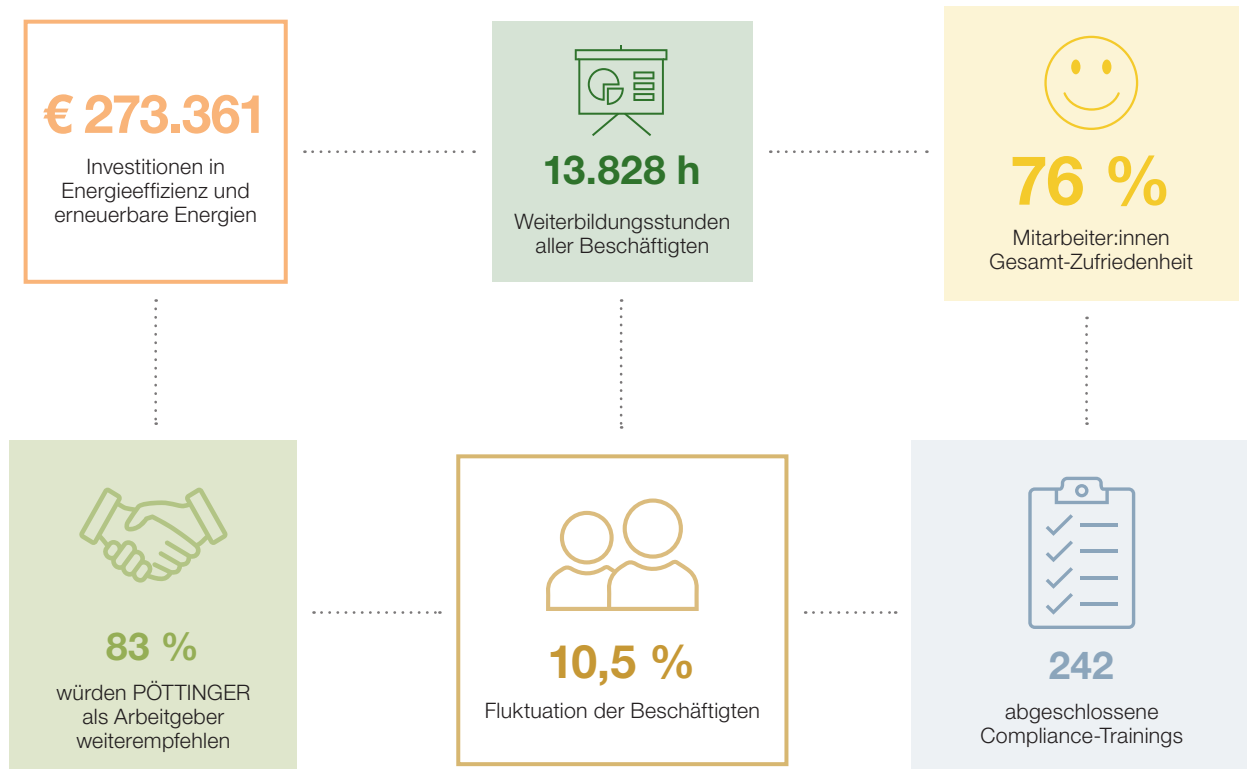 € 273.361
Investitionen in
Energieeffizienz und
erneuerbare Energien
13.828 h
Weiterbildungsstunden
aller Beschäftigten
76 %
Mitarbeiter:innen
Gesamt-Zufriedenheit
83 %
würden PÖTTINGER
als Arbeitgeber
weiterempfehlen
10,5 %
Fluktuation der Beschäftigten
242
abgeschlossene
Compliance-Trainings